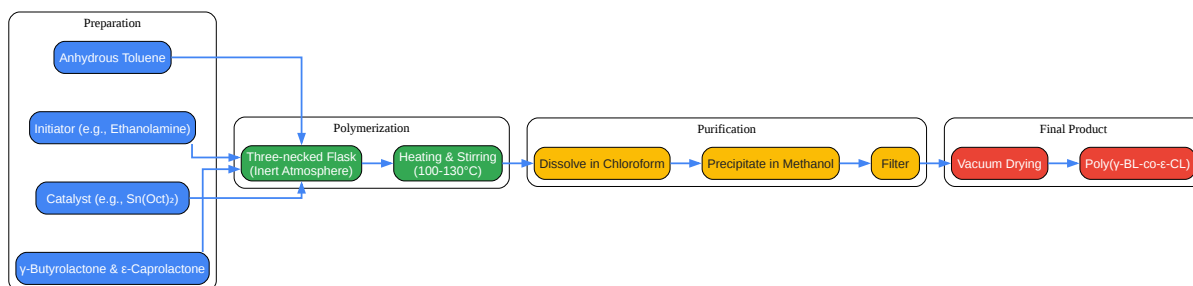 Preparation
Anhydrous Toluene
Initiator (e.g., Ethanolamine)
Catalyst (e.g., Sn(Oct)₂)
γ-Butyrolactone & ε-Caprolactone
Polymerization
Three-necked Flask
(Inert Atmosphere)
Heating & Stirring
(100-130°C)
Purification
Dissolve in Chloroform
Precipitate in Methanol
Filter
Final Product
Vacuum Drying
Poly(γ-BL-co-ε-CL)